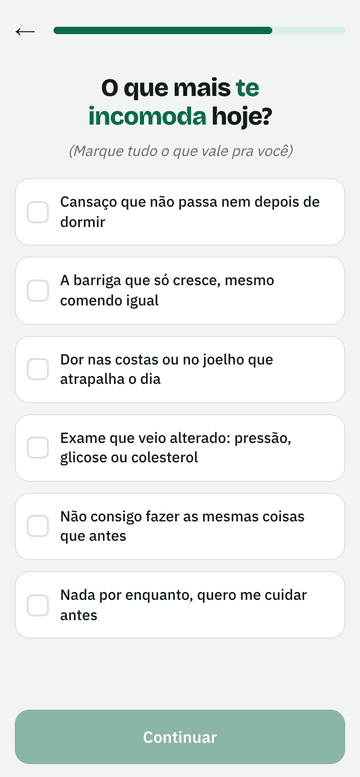 ←
O que mais te
incomoda hoje?
(Marque tudo o que vale pra você)
Cansaço que não passa nem depois de
dormir
A barriga que só cresce, mesmo
comendo igual
Dor nas costas ou no joelho que
atrapalha o dia
Exame que veio alterado: pressão,
glicose ou colesterol
Não consigo fazer as mesmas coisas
que antes
Nada por enquanto, quero me cuidar
antes
Continuar